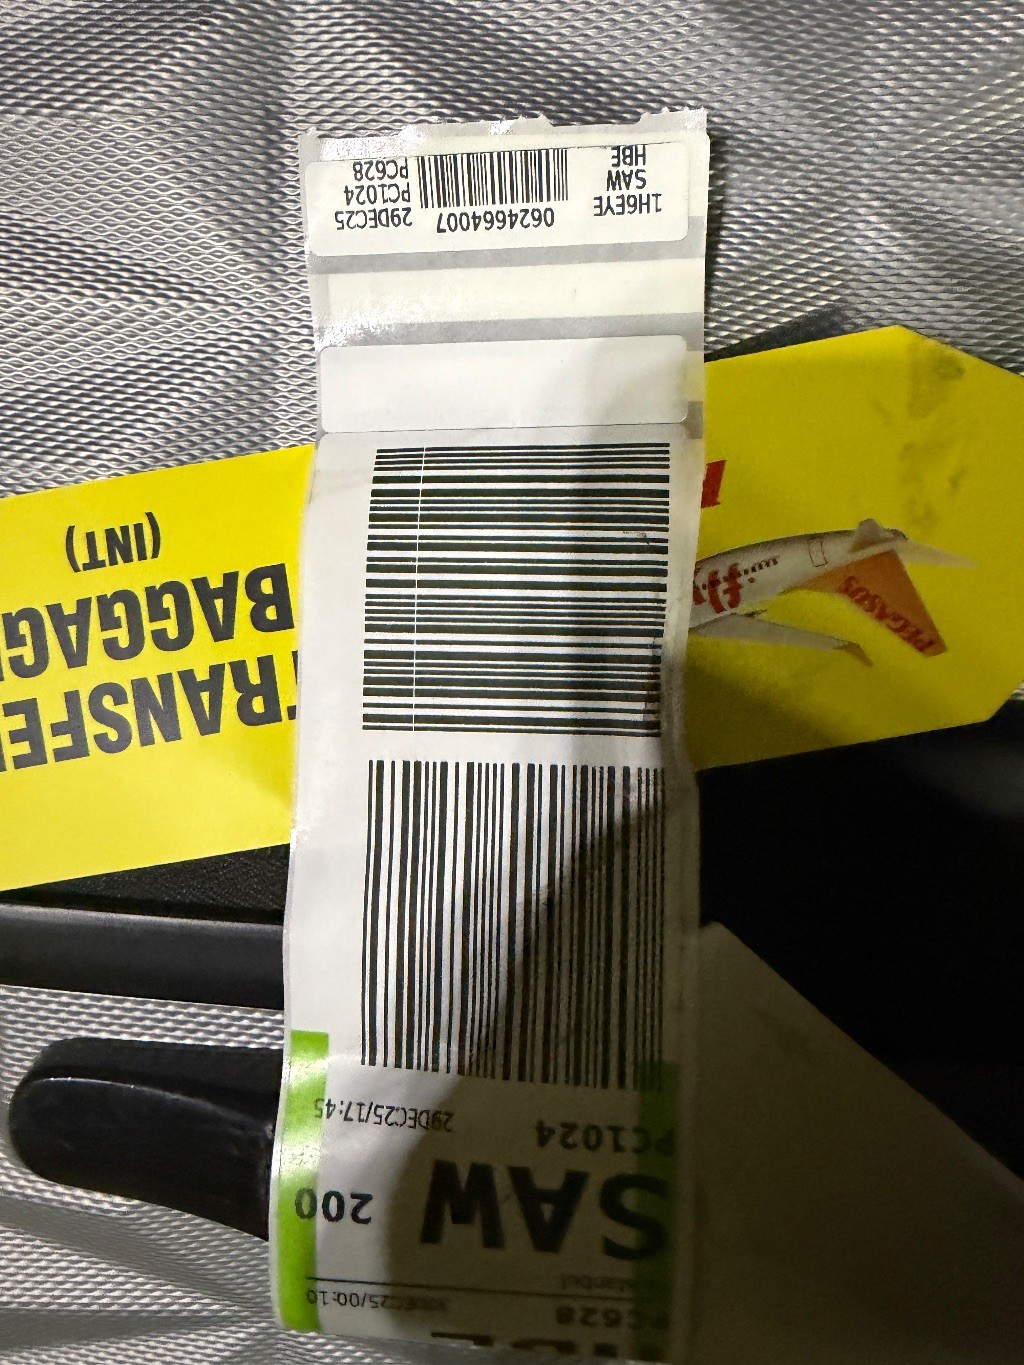 PC628 30DEC25/00:10
Istanbul
SAW 200
PC1024 29DEC25/17:45
TRANSFE
BAGGAG
(INT)
PEGASUS
1H6EYE 0624664007 29DEC25
SAW PC1024
HBE PC628